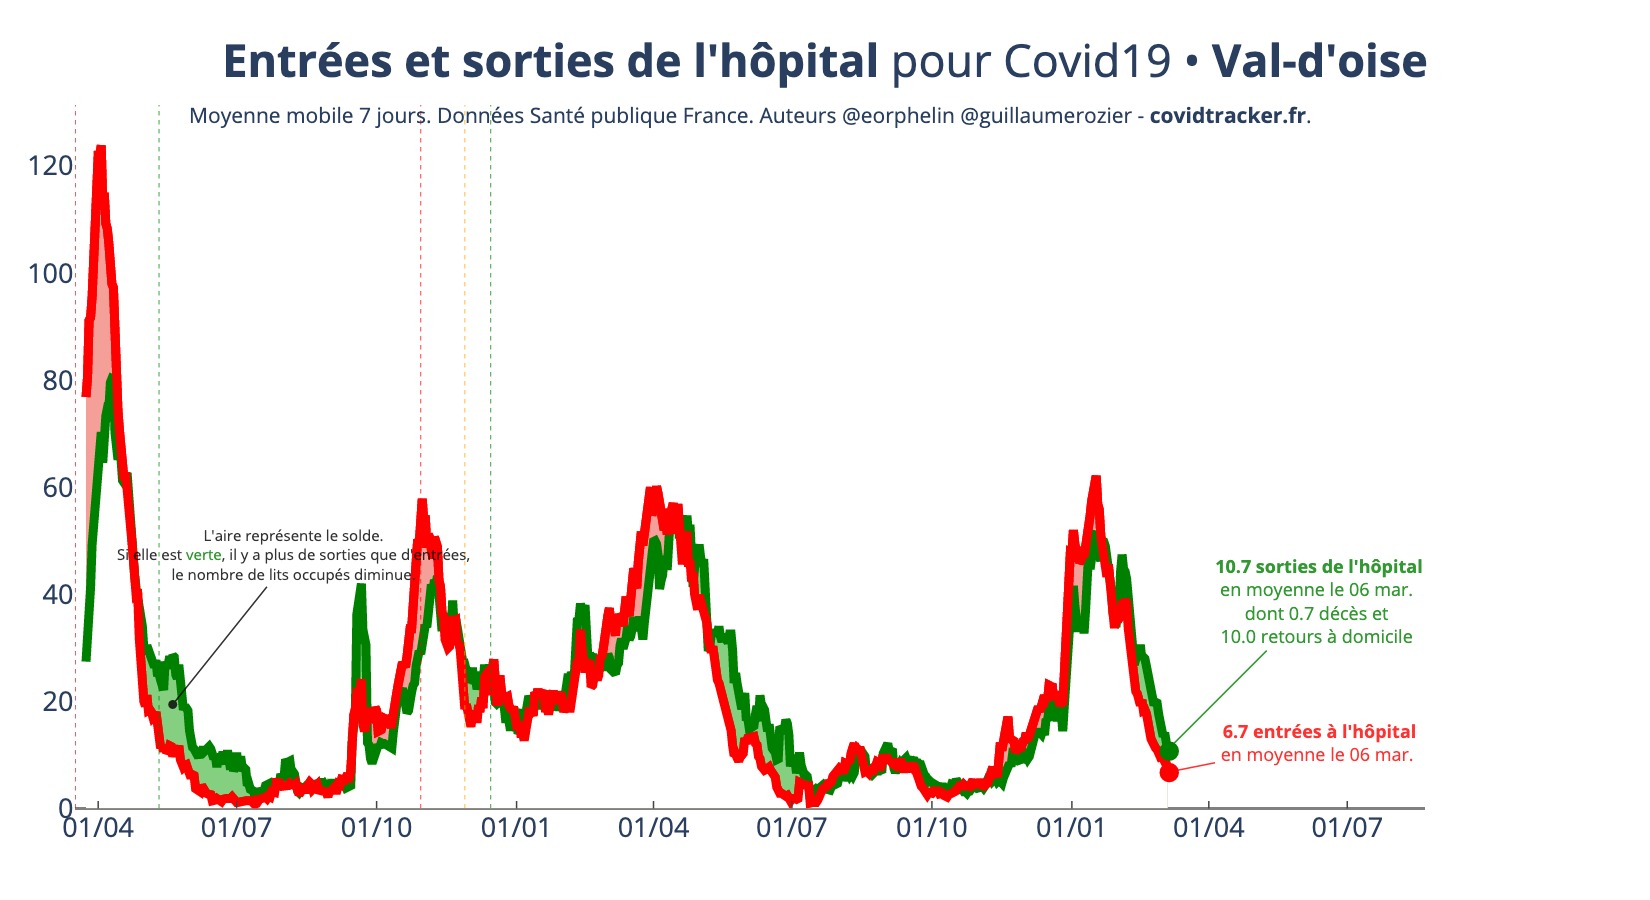 Entrées et sorties de l'hôpital pour Covid19 • Val-d'oise
Moyenne mobile 7 jours. Données Santé publique France. Auteurs @eorphelin @guillaumerozier - covidtracker.fr.
120
100
80
60
40
20
0
L'aire représente le solde.
Si elle est verte, il y a plus de sorties que d'entrées,
le nombre de lits occupés diminue.
10.7 sorties de l'hôpital
en moyenne le 06 mar.
dont 0.7 décès et
10.0 retours à domicile
6.7 entrées à l'hôpital
en moyenne le 06 mar.
01/04 01/07 01/10 01/01 01/04 01/07 01/10 01/01 01/04 01/07